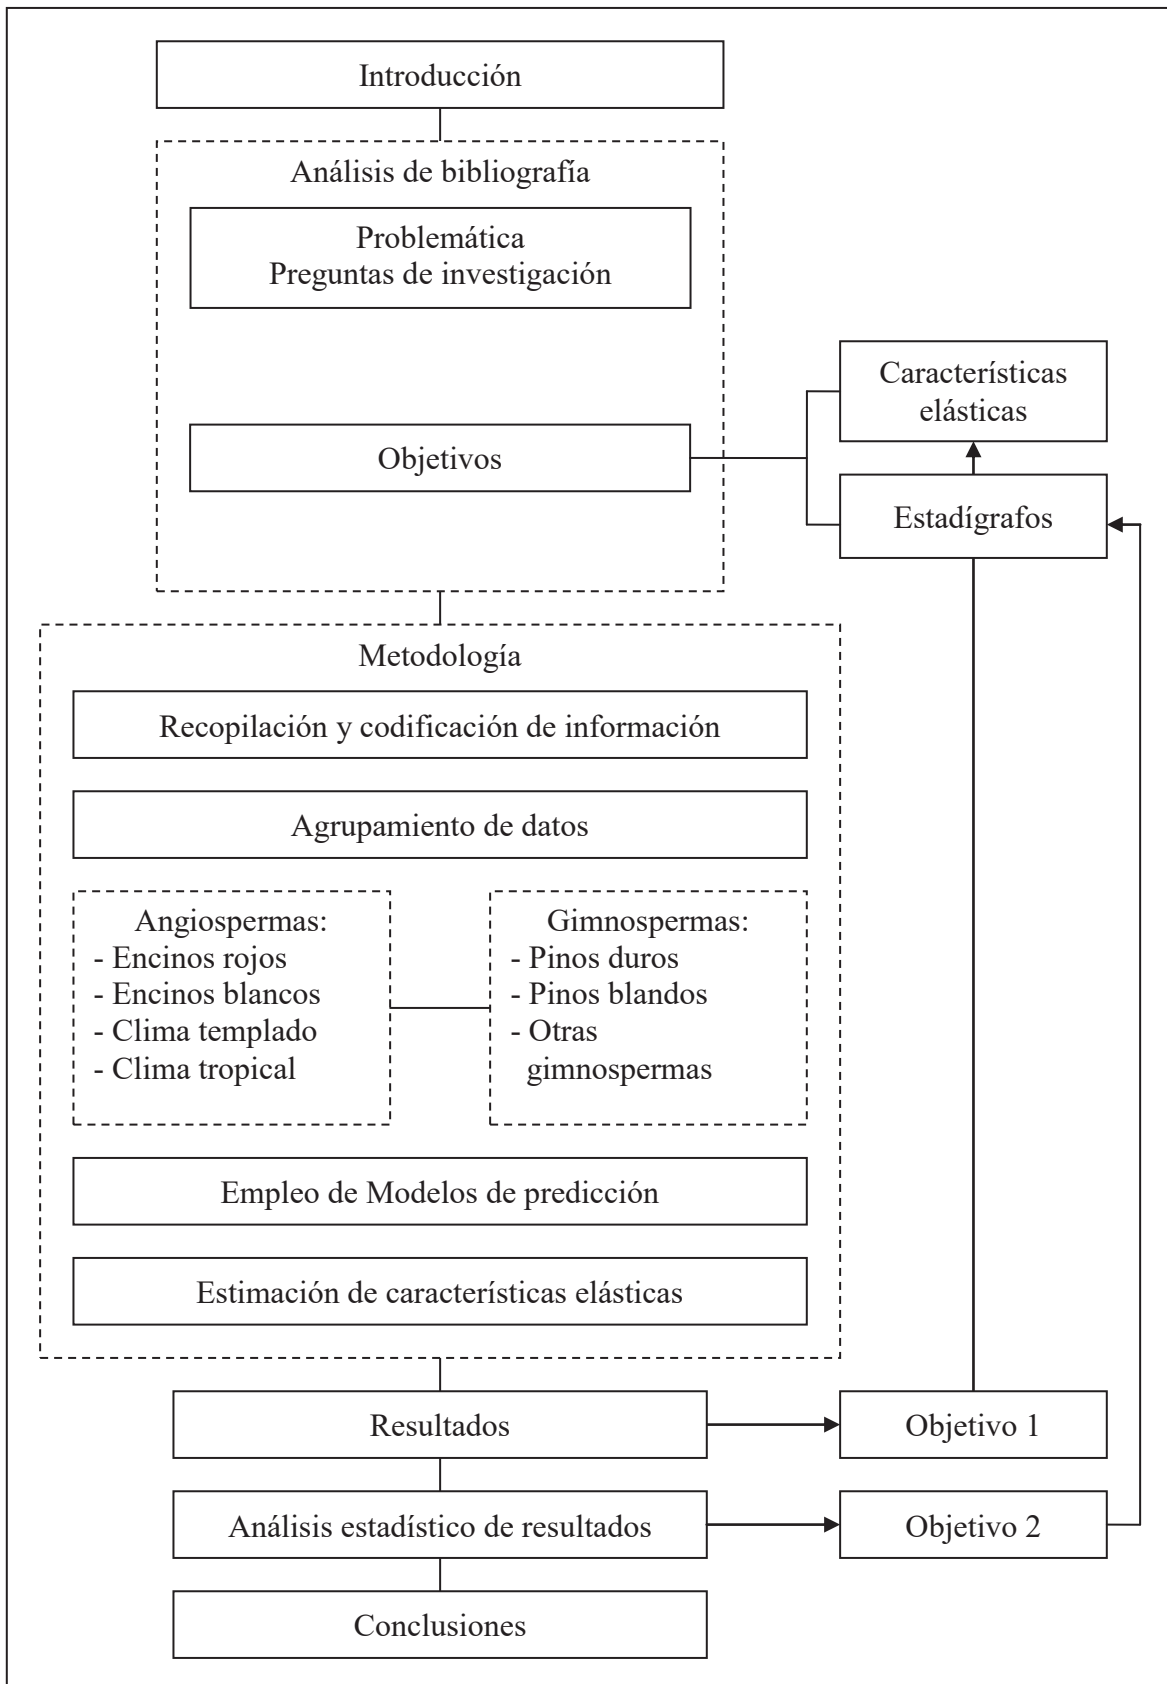 Introducción
Análisis de bibliografía
Problemática
Preguntas de investigación
Objetivos
Característísticas
elásticas
Estadígrafos
Metodología
Recopilación y codificación de información
Agrupamiento de datos
Angiospermas:
- Encinos rojos
- Encinos blancos
- Clima templado
- Clima tropical
Gimnospermas:
- Pinos duros
- Pinos blandos
- Otras
gimnospermas
Empleo de Modelos de predicción
Estimación de características elásticas
Resultados
Objetivo 1
Análisis estadístico de resultados
Objetivo 2
Conclusiones